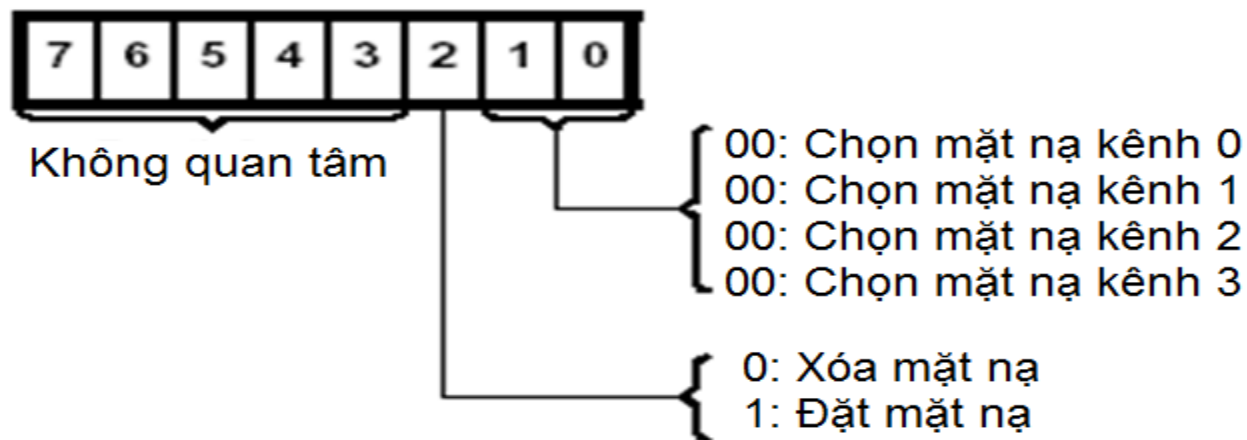 7 6 5 4 3 2 1 0
Không quan tâm
00: Chọn mặt nạ kênh 0
00: Chọn mặt nạ kênh 1
00: Chọn mặt nạ kênh 2
00: Chọn mặt nạ kênh 3
0: Xóa mặt nạ
1: Đặt mặt nạ